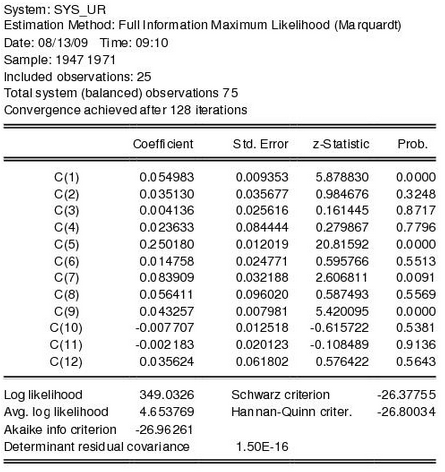 System: SYS_UR
Estimation Method: Full Information Maximum Likelihood (Marquardt)
Date: 08/13/09 Time: 09:10
Sample: 1947 1971
Included observations: 25
Total system (balanced) observations 75
Convergence achieved after 128 iterations
Coefficient Std. Error z-Statistic Prob.
C(1) 0.054983 0.009353 5.878830 0.0000
C(2) 0.035130 0.035677 0.984676 0.3248
C(3) 0.004136 0.025616 0.161445 0.8717
C(4) 0.023633 0.084444 0.279867 0.7796
C(5) 0.250180 0.012019 20.81592 0.0000
C(6) 0.014758 0.024771 0.595766 0.5513
C(7) 0.083909 0.032188 2.606811 0.0091
C(8) 0.056411 0.096020 0.587493 0.5569
C(9) 0.043257 0.007981 5.420095 0.0000
C(10) -0.007707 0.012518 -0.615722 0.5381
C(11) -0.002183 0.020123 -0.108489 0.9136
C(12) 0.035624 0.061802 0.576422 0.5643
Log likelihood 349.0326 Schwarz criterion -26.37755
Avg. log likelihood 4.653768 Hannan-Quinn criter. -26.80034
Akaike info criterion -26.96261
Determinant residual covariance 1.50E-16